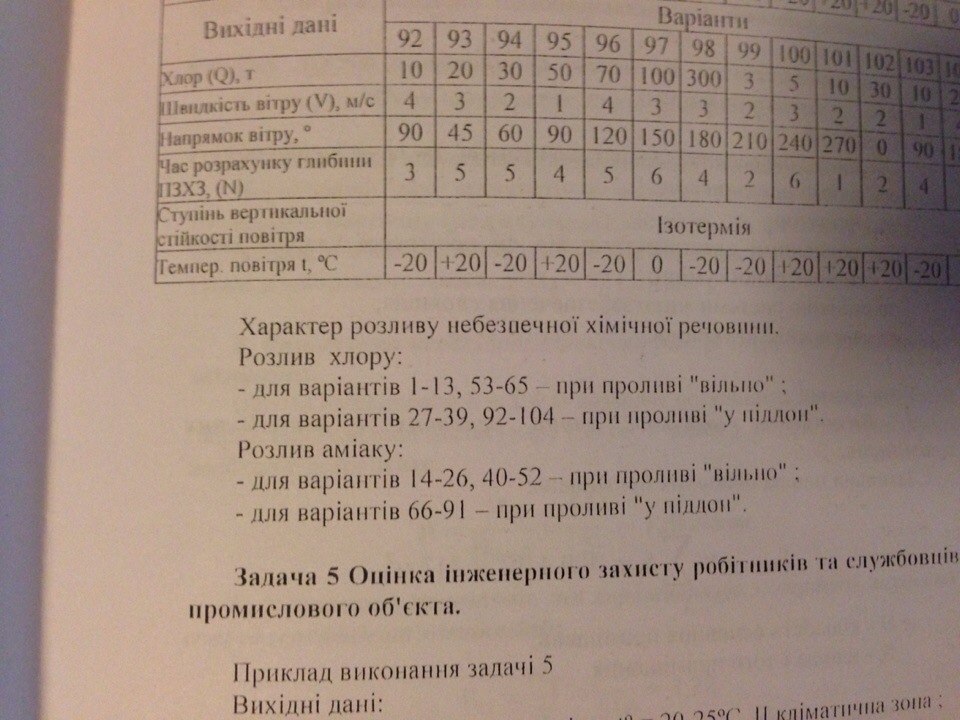 Вихідні дані
Варіанти
92 93 94 95 96 97 98 99 100 101 102 103
Хлор (Q), т 10 20 30 50 70 100 300 3 5 10 30 10
Швидкість вітру (V), м/с 4 3 2 1 4 3 3 2 3 2 2 1
Напрямок вітру, ° 90 45 60 90 120 150 180 210 240 270 0 90
Час розрахунку глибини
ПЗХЗ, (N) 3 5 5 4 5 6 4 2 6 1 2 4
Ступінь вертикальної
стійкості повітря
Ізотермія
Темпер. повітря t, °C -20 +20 -20 +20 -20 0 -20 -20 +20 +20 +20 -20
Характер розливу небезпечної хімічної речовини.
Розлив хлору:
- для варіантів 1-13, 53-65 – при проливі "вільно" ;
- для варіантів 27-39, 92-104 – при проливі "у піддон".
Розлив аміаку:
- для варіантів 14-26, 40-52 – при проливі "вільно" ;
- для варіантів 66-91 – при проливі "у піддон".
Задача 5 Оцінка інженерного захисту робітників та службовців
промислового об'єкта.
Приклад виконання задачі 5
Вихідні дані:
= 20-25°С, II кліматична зона ;